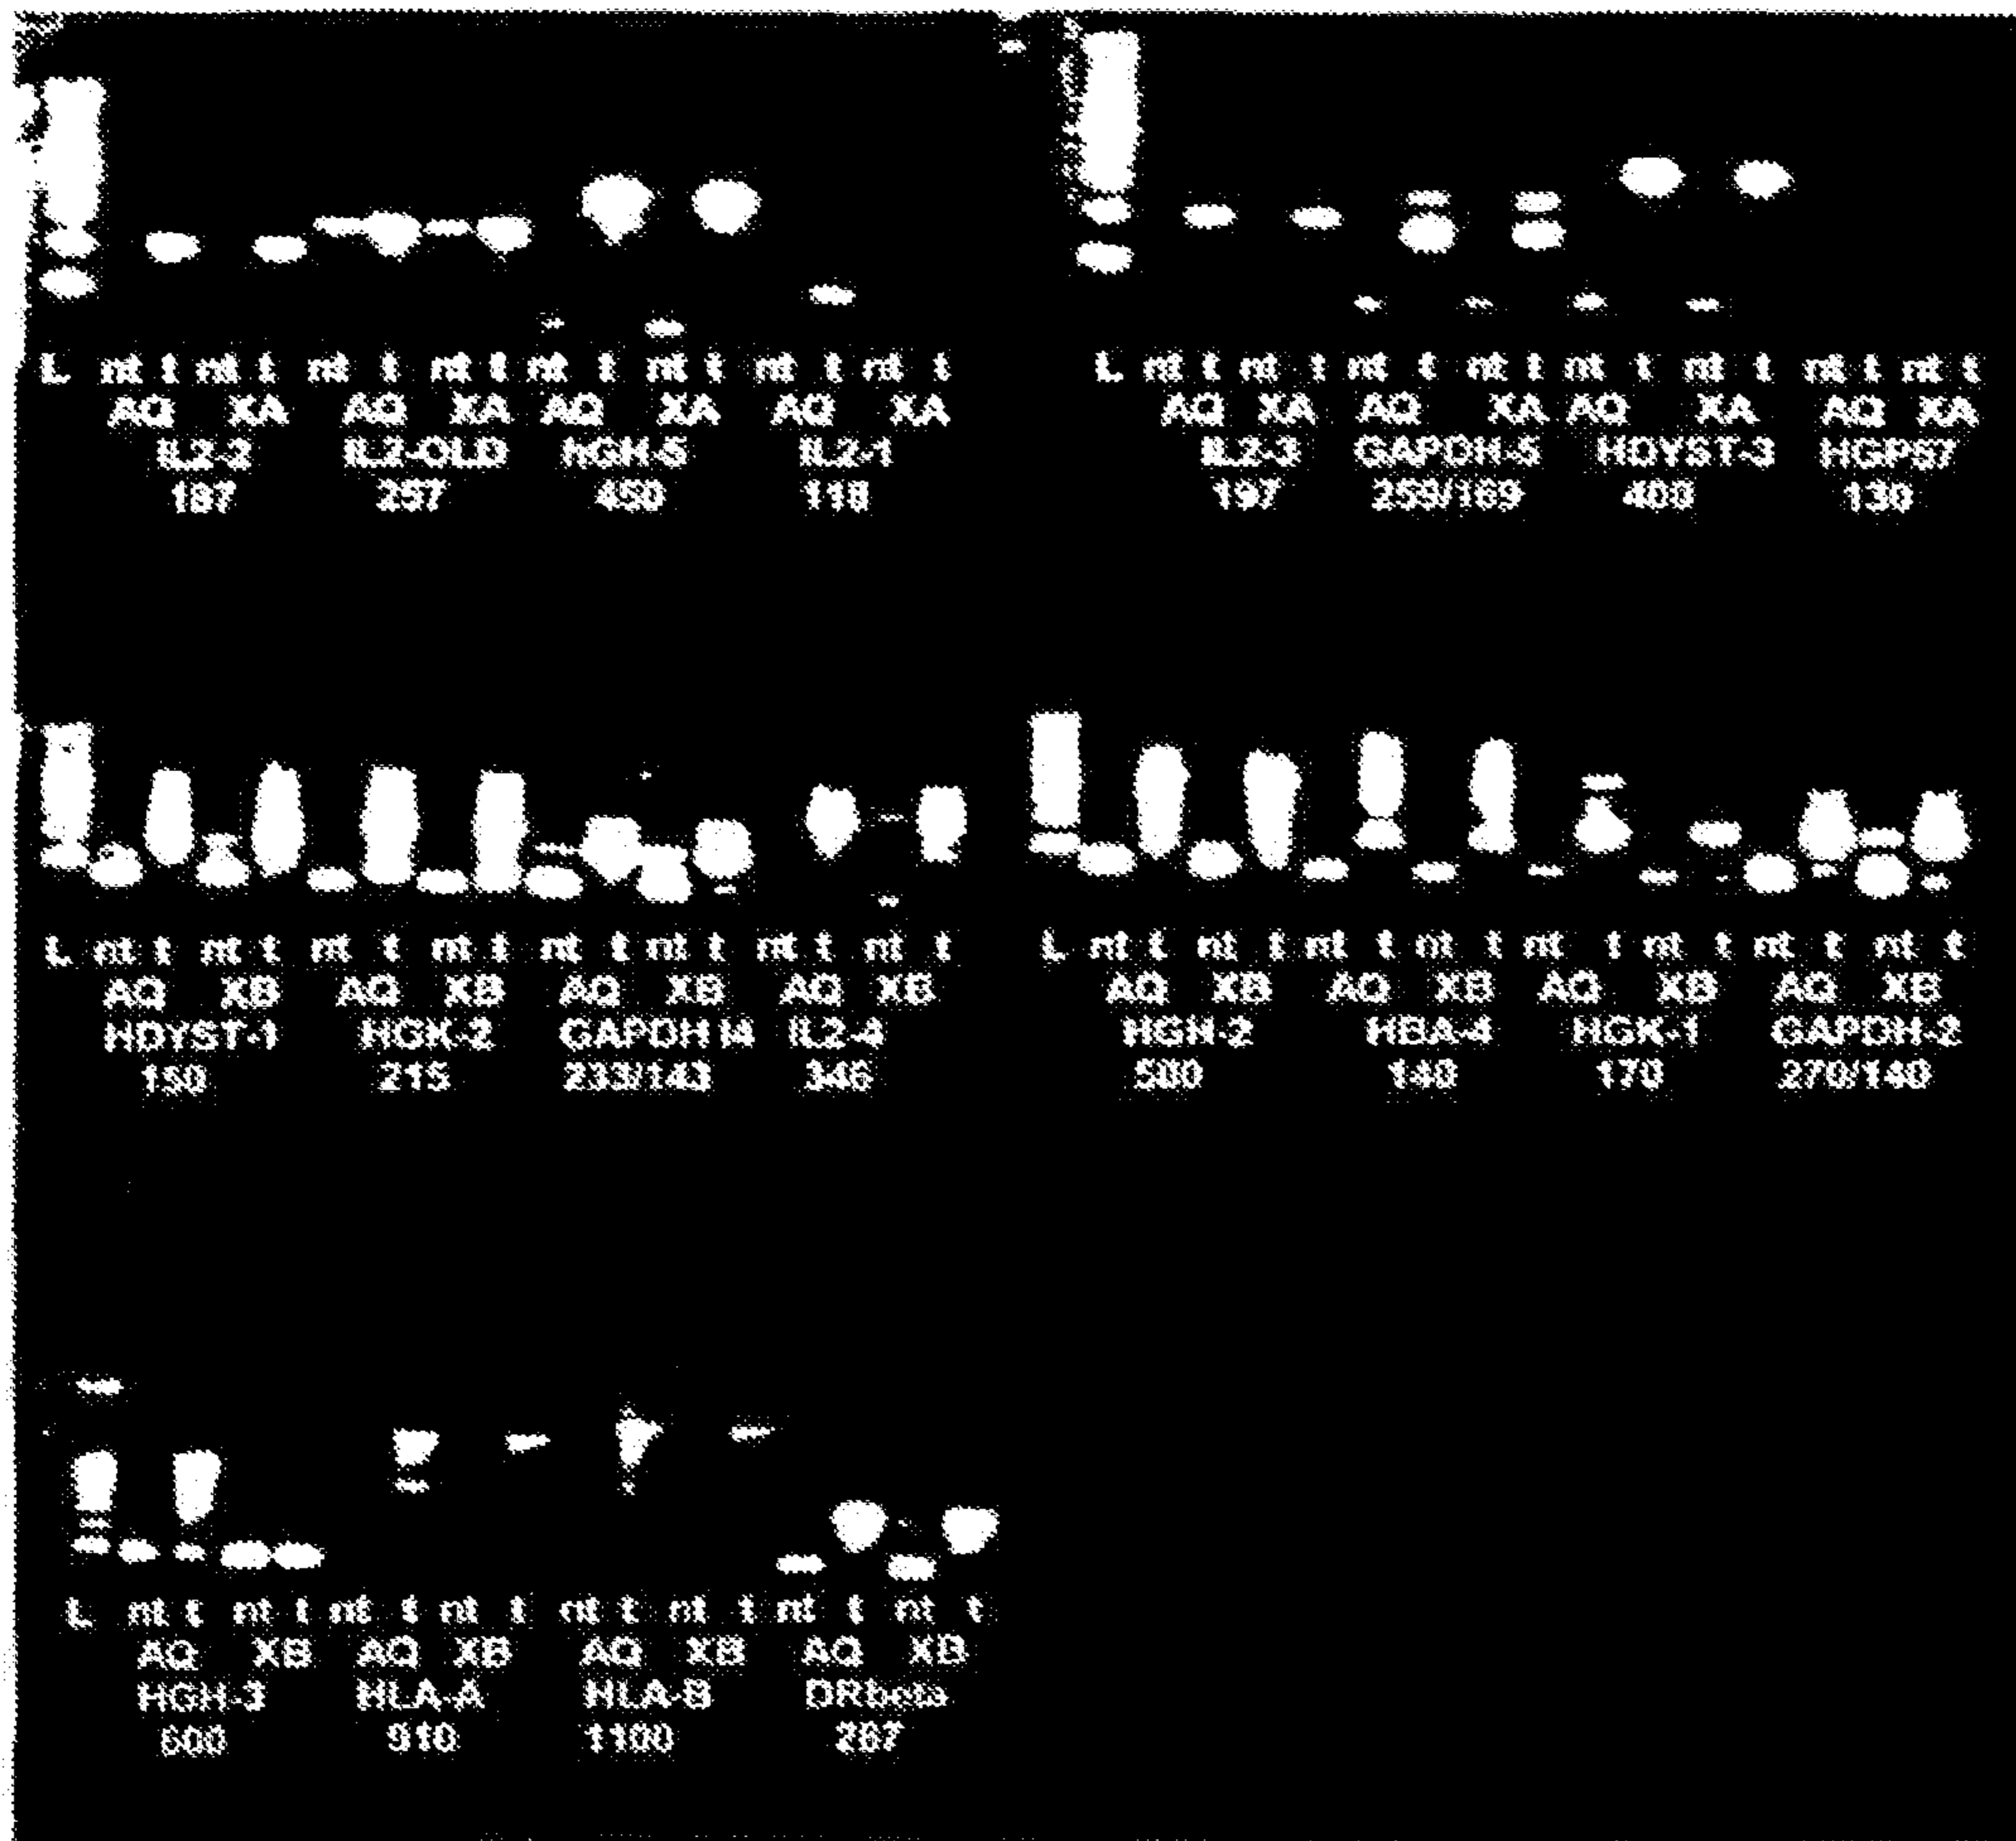 L nt t nt t nt t nt t nt t nt t nt t nt t
AQ XA AQ XA AQ XA AQ XA
IL2-2 IL2-OLD hGH-5 IL2-1
187 257 450 118
L nt t nt t nt t nt t nt t nt t nt t nt t
AQ XA AQ XA AQ XA AQ XA
IL2-3 GAPDH-5 HDYST-3 HGP57
197 259/169 400 130
L nt t nt t nt t nt t nt t nt t nt t nt t
AQ XB AQ XB AQ XB AQ XB
HDYST-1 HGK-2 GAPDH I4 IL2-4
150 215 233/143 346
L nt t nt t nt t nt t nt t nt t nt t nt t
AQ XB AQ XB AQ XB AQ XB
HGH-2 HBA-4 HGK-1 GAPDH-2
500 140 170 270/140
L nt t nt t nt t nt t nt t nt t nt t nt t
AQ XB AQ XB AQ XB AQ XB
HGH-3 HLA-A HLA-B DRbeta
600 910 1100 267